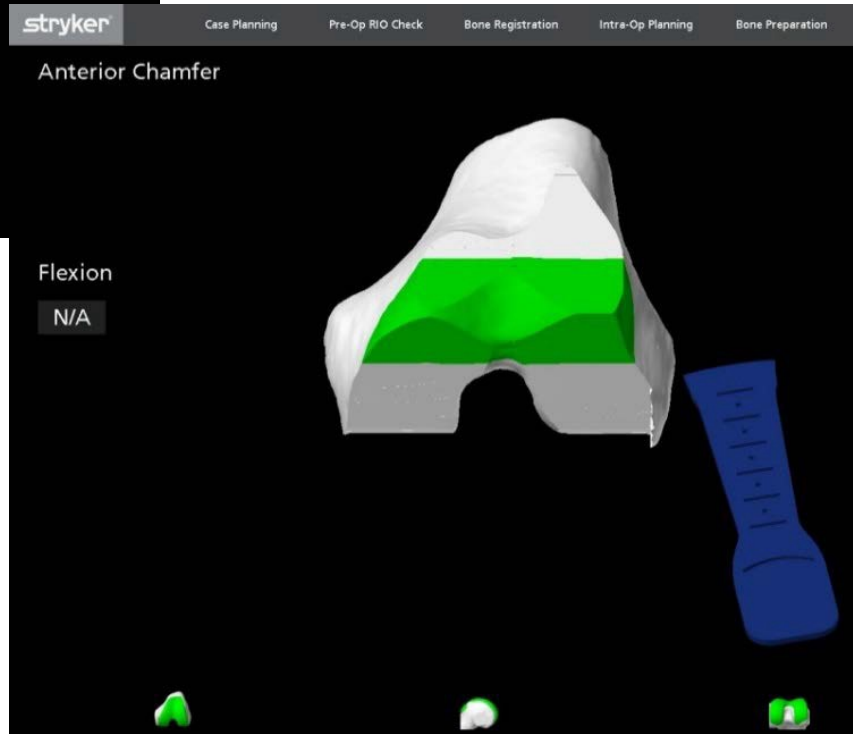 stryker
Case Planning
Pre-Op RIO Check
Bone Registration
Intra-Op Planning
Bone Preparation
Anterior Chamfer
Flexion
N/A